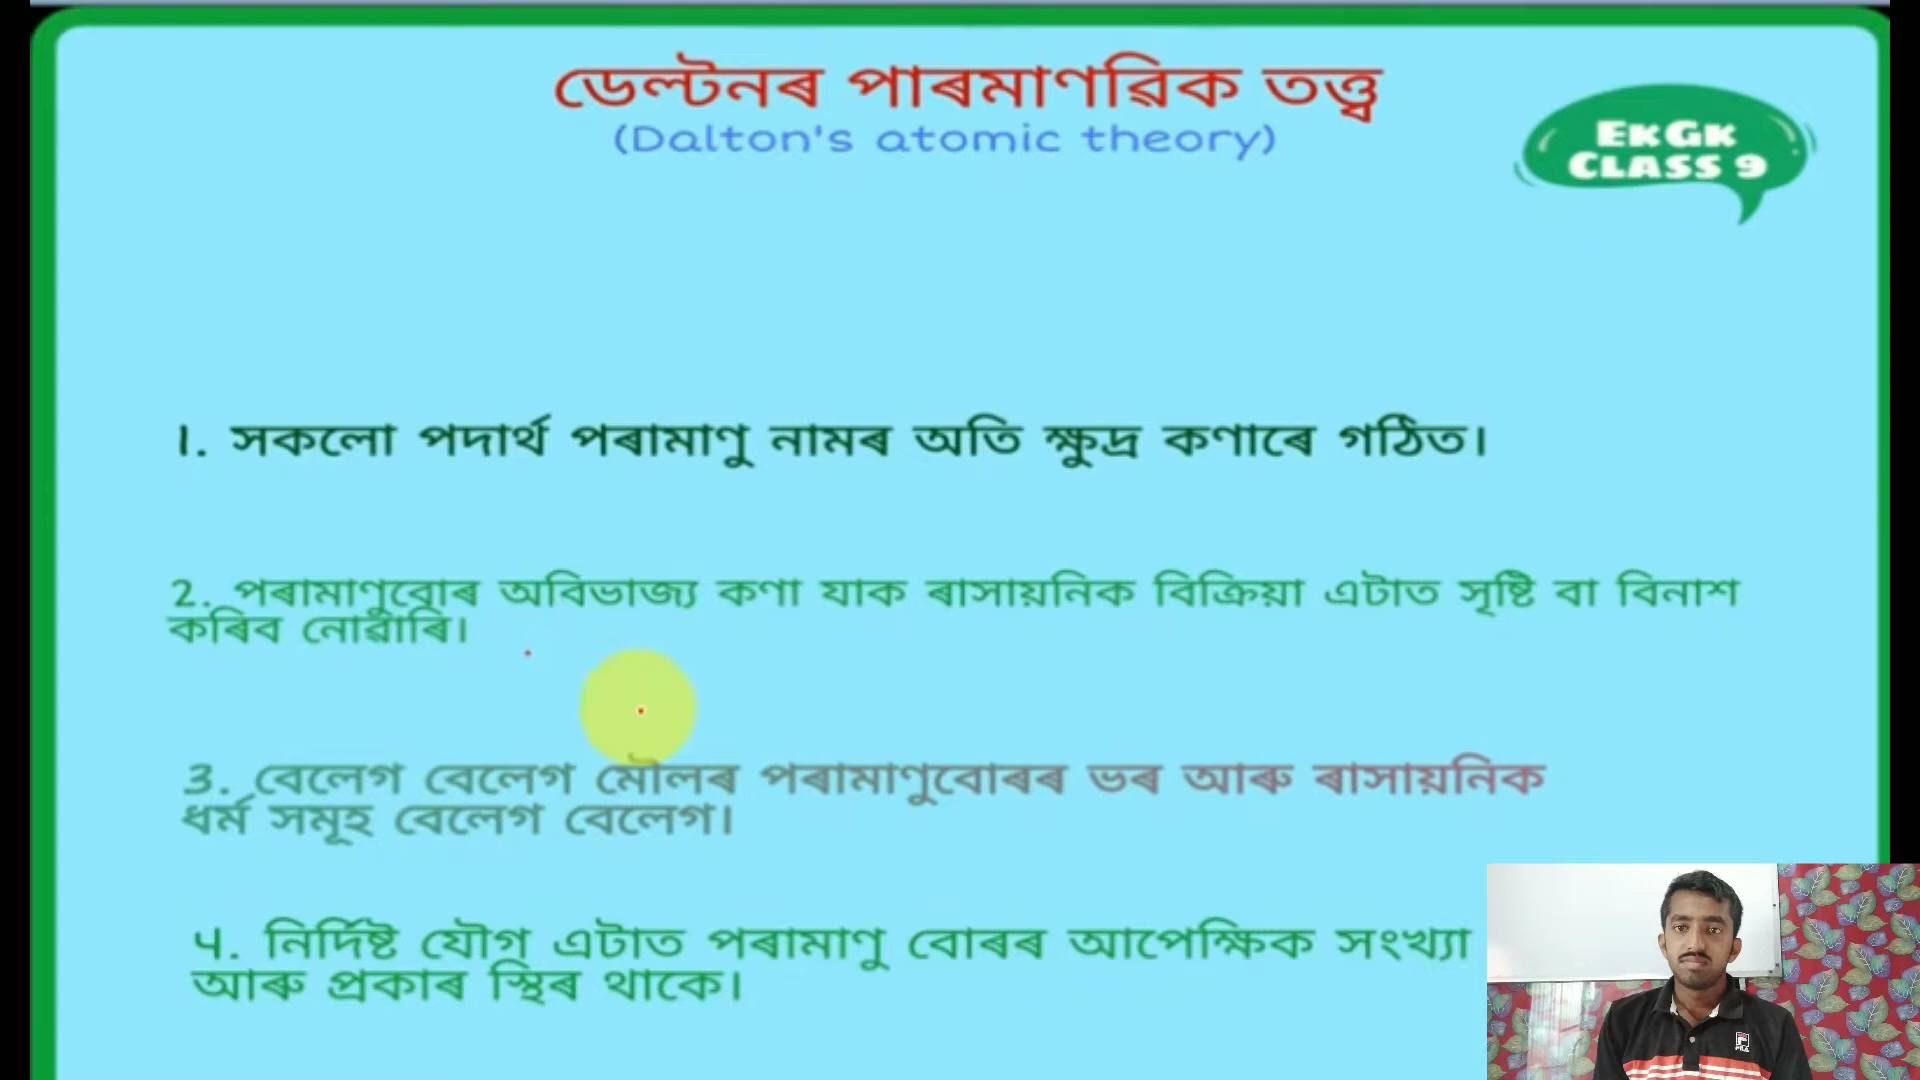 ডেল্টনৰ পাৰমাণৱিক তত্ত্ব
(Dalton's atomic theory)
EKGK
CLASS 9
1. সকলো পদাৰ্থ পৰামাণু নামৰ অতি ক্ষুদ্ৰ কণাৰে গঠিত।
2. পৰামাণুবোৰ অবিভাজ্য কণা যাক ৰাসায়নিক বিক্ৰিয়া এটাত সৃষ্টি বা বিনাশ
কৰিব নোৱাৰি।
3. বেলেগ বেলেগ মৌলৰ পৰামাণুবোৰৰ ভৰ আৰু ৰাসায়নিক
ধৰ্ম সমূহ বেলেগ বেলেগ।
4. নিৰ্দিষ্ট যৌগ এটাত পৰামাণু বোৰৰ আপেক্ষিক সংখ্যা
আৰু প্ৰকাৰ স্থিৰ থাকে।
FILA